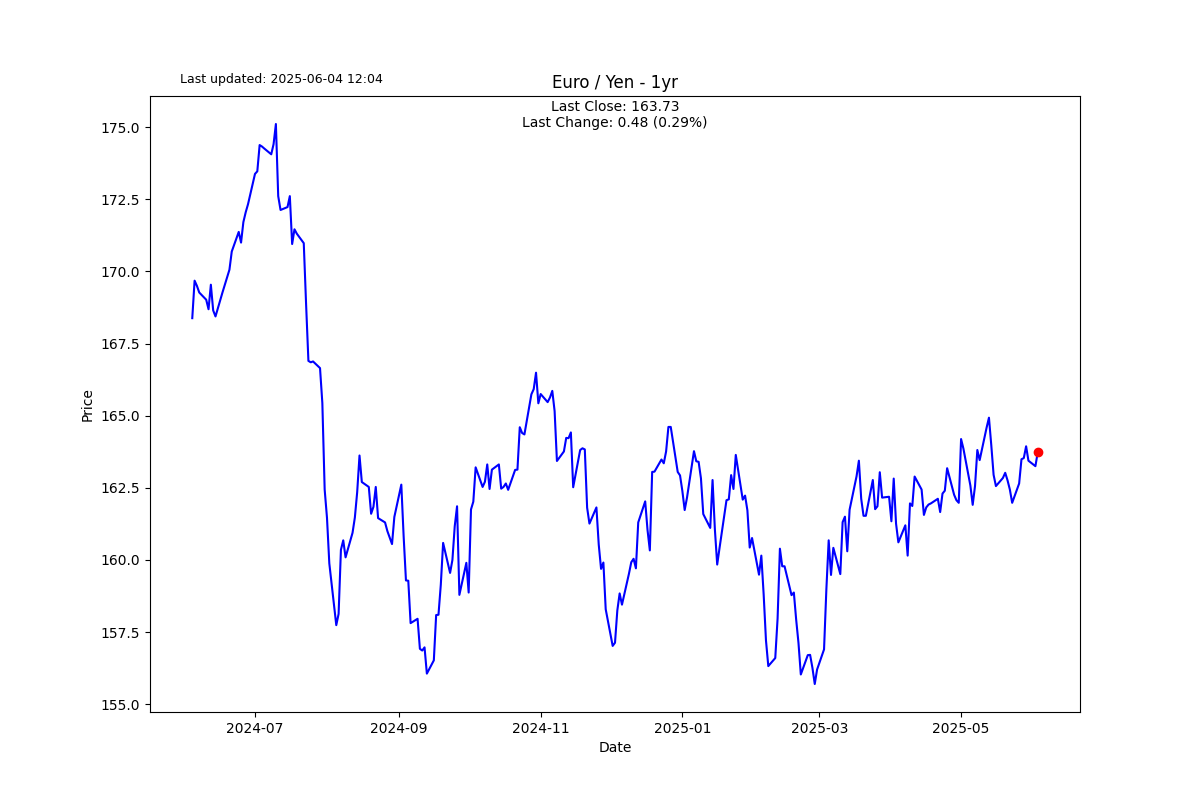 Last updated: 2025-06-04 12:04
Euro / Yen - 1yr
Last Close: 163.73
Last Change: 0.48 (0.29%)
175.0
172.5
170.0
167.5
165.0
162.5
160.0
157.5
155.0
Price
2024-07
2024-09
2024-11
2025-01
2025-03
2025-05
Date